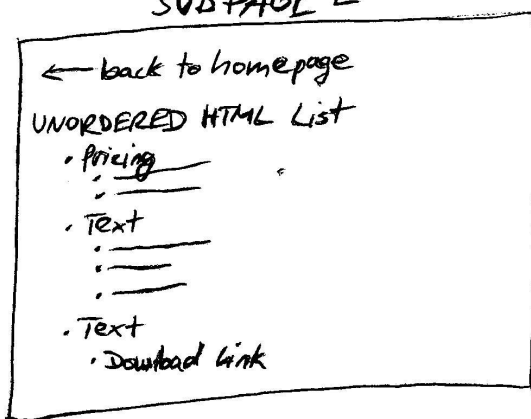 ← back to homepage
UNORDERED HTML List
• Pricing
• Text
• Text
• Download Link